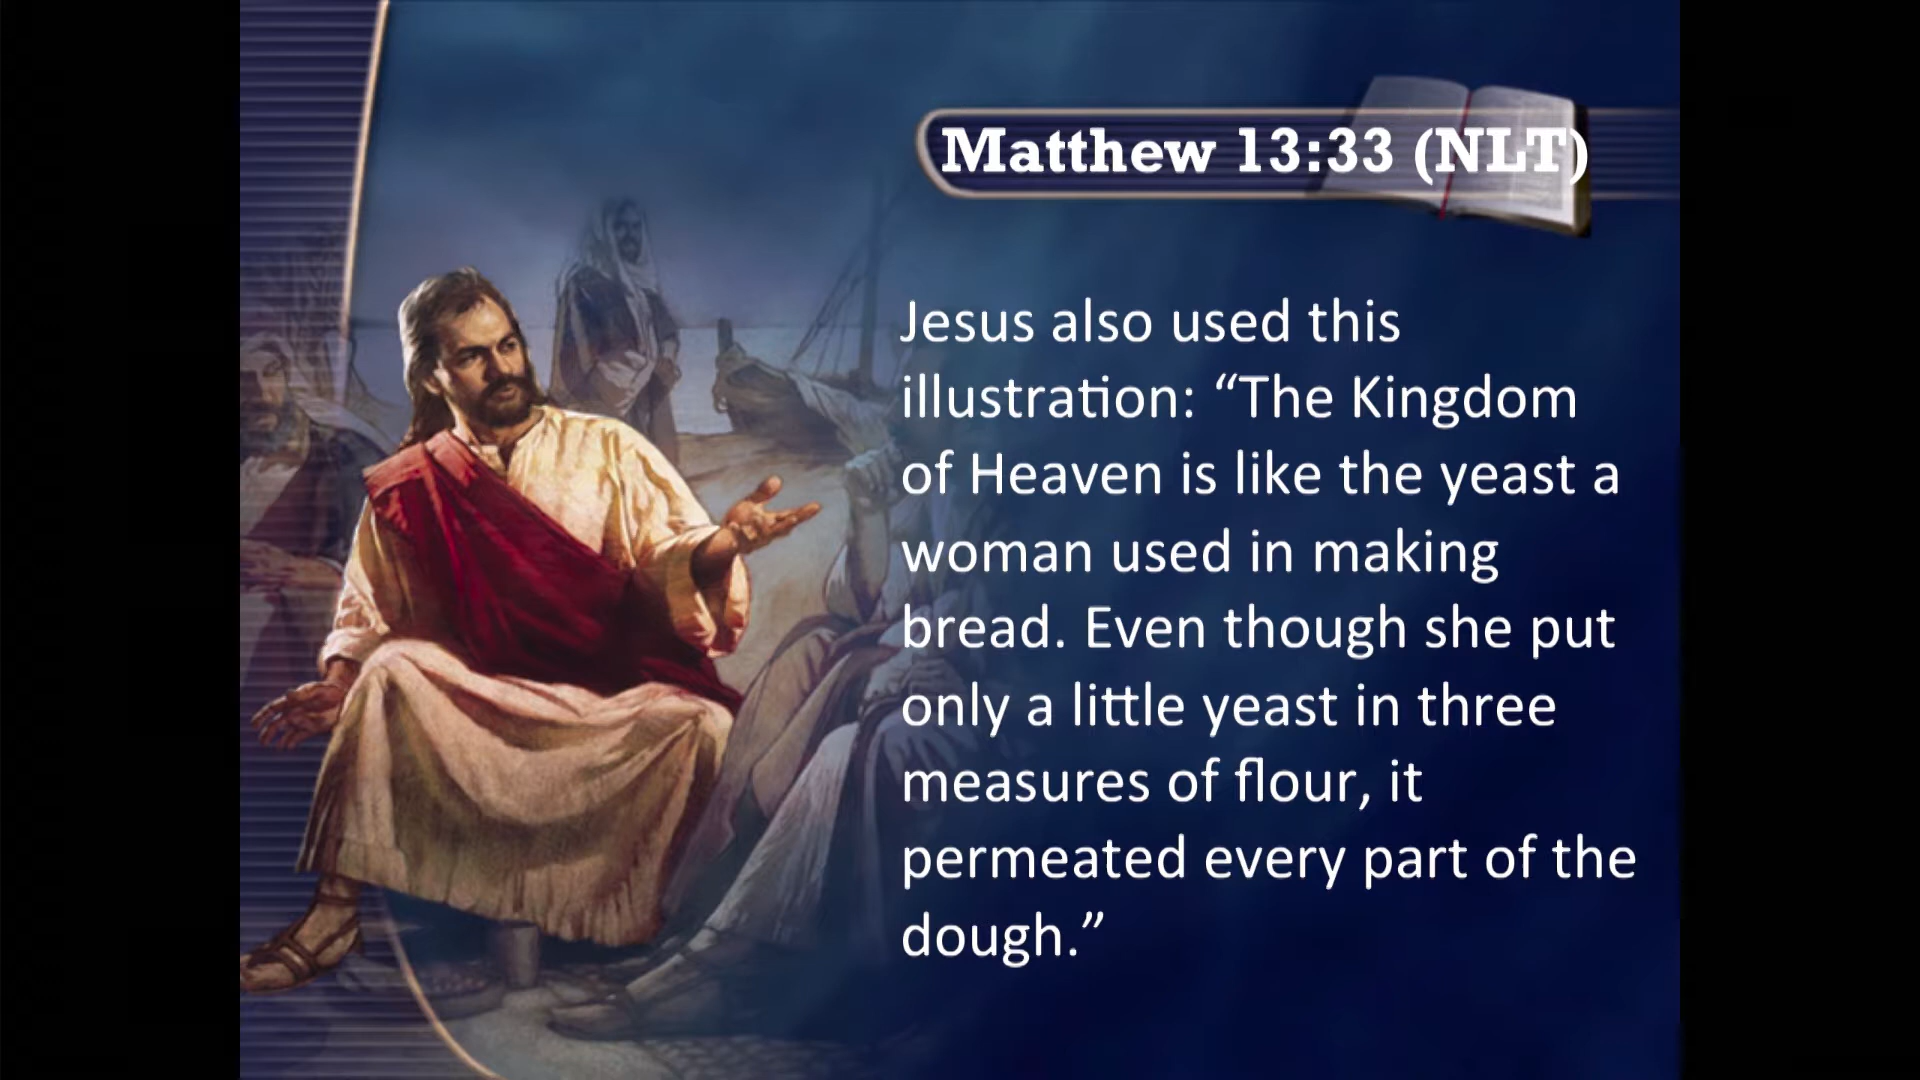 Matthew 13:33 (NLT)
Jesus also used this
illustration: “The Kingdom
of Heaven is like the yeast a
woman used in making
bread. Even though she put
only a little yeast in three
measures of flour, it
permeated every part of the
dough.”